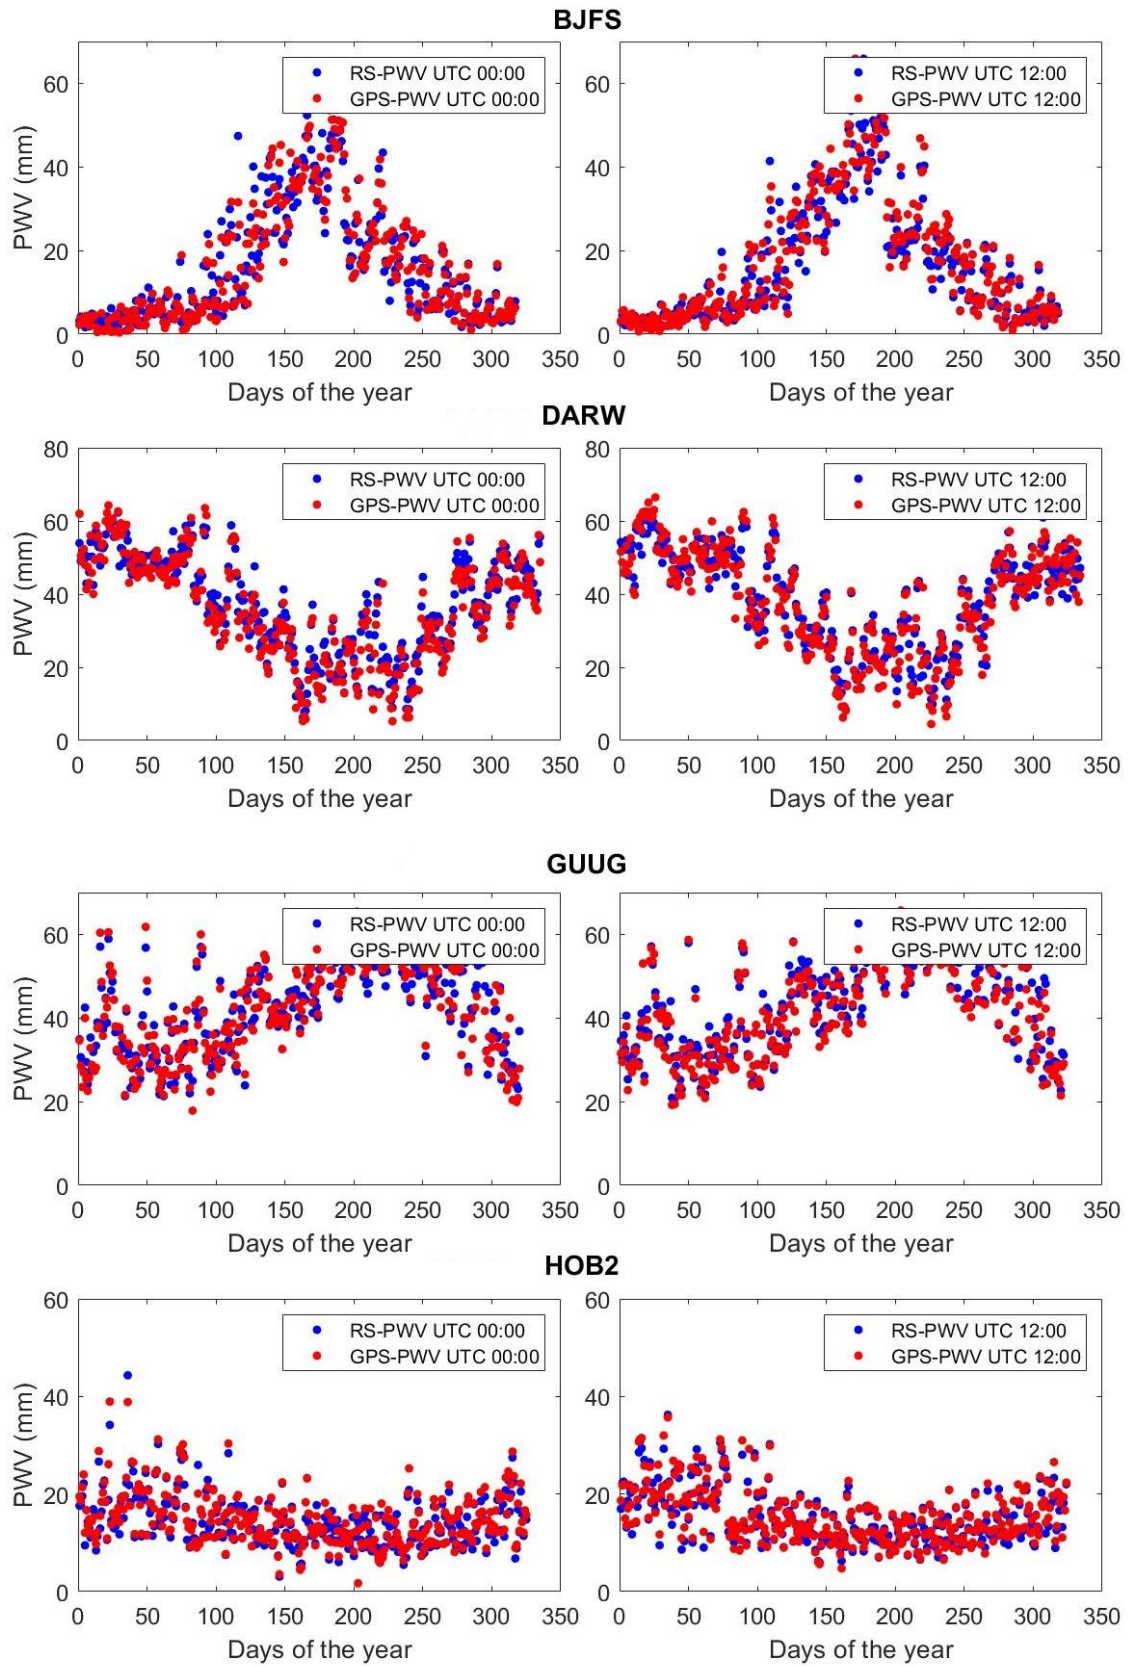 BJFS
RS-PWV UTC 00:00
GPS-PWV UTC 00:00
PWV (mm)
60
40
20
0
0 50 100 150 200 250 300 350
Days of the year
RS-PWV UTC 12:00
GPS-PWV UTC 12:00
60
40
20
0
0 50 100 150 200 250 300 350
Days of the year
DARW
RS-PWV UTC 00:00
GPS-PWV UTC 00:00
PWV (mm)
80
60
40
20
0
0 50 100 150 200 250 300 350
Days of the year
RS-PWV UTC 12:00
GPS-PWV UTC 12:00
80
60
40
20
0
0 50 100 150 200 250 300 350
Days of the year
GUUG
RS-PWV UTC 00:00
GPS-PWV UTC 00:00
PWV (mm)
60
40
20
0
0 50 100 150 200 250 300 350
Days of the year
RS-PWV UTC 12:00
GPS-PWV UTC 12:00
60
40
20
0
0 50 100 150 200 250 300 350
Days of the year
HOB2
RS-PWV UTC 00:00
GPS-PWV UTC 00:00
PWV (mm)
60
40
20
0
0 50 100 150 200 250 300 350
Days of the year
RS-PWV UTC 12:00
GPS-PWV UTC 12:00
60
40
20
0
0 50 100 150 200 250 300 350
Days of the year